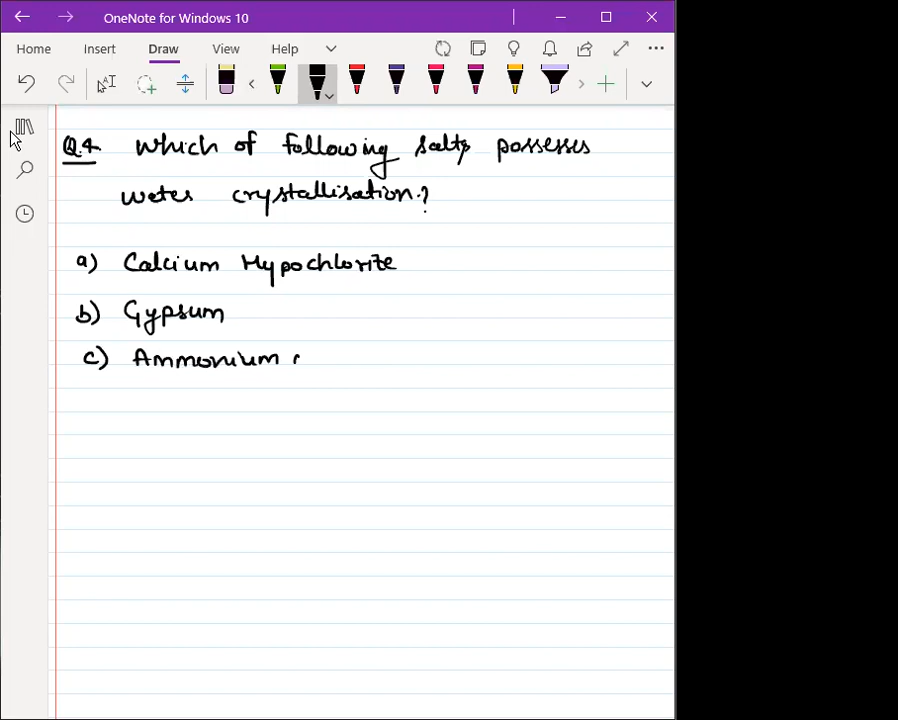 OneNote for Windows 10
Home Insert Draw View Help
Q.4. Which of following salts possesses
water crystallisation.?
a) Calcium Hypochlorite
b) Gypsum
c) Ammonium